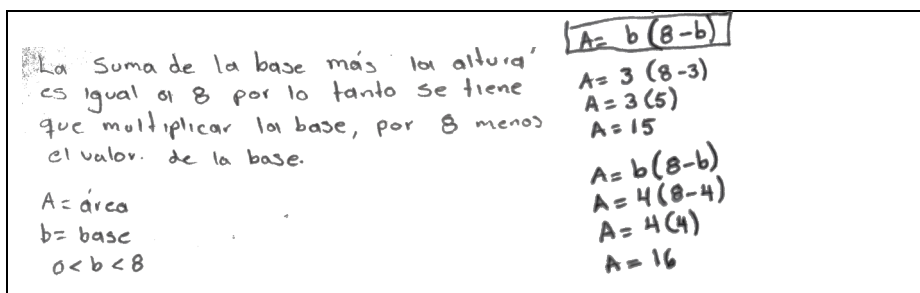 La suma de la base más la altura
es igual a 8 por lo tanto se tiene
que multiplicar la base, por 8 menos
el valor. de la base.
A = área
b = base
0 < b < 8
A = b (8-b)
A = 3 (8-3)
A = 3 (5)
A = 15
A = b (8-b)
A = 4 (8-4)
A = 4 (4)
A = 16